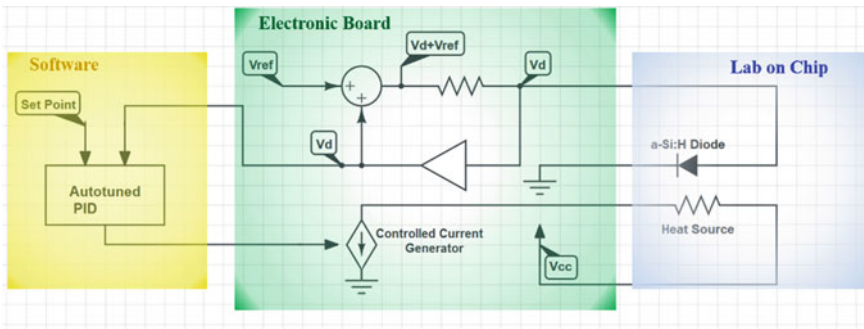 Electronic Board
Software
Lab on Chip
Vref
Vd+Vref
Vd
Set Point
Vd
a-Si:H Diode
Autotuned
PID
Controlled Current
Generator
Heat Source
Vcc